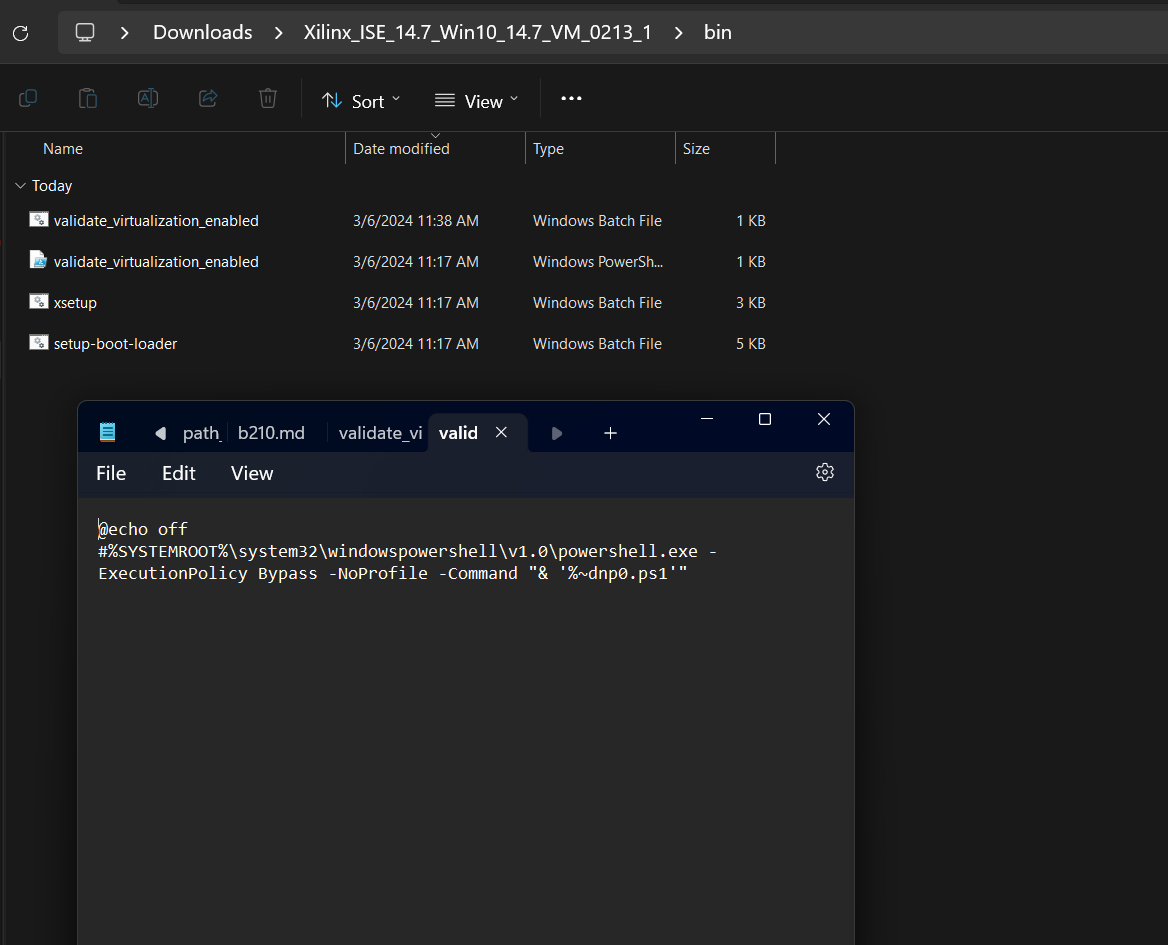 Downloads > Xilinx_ISE_14.7_Win10_14.7_VM_0213_1 > bin
Sort View ...
Name Date modified Type Size
Today
validate_virtualization_enabled 3/6/2024 11:38 AM Windows Batch File 1 KB
validate_virtualization_enabled 3/6/2024 11:17 AM Windows PowerSh... 1 KB
xsetup 3/6/2024 11:17 AM Windows Batch File 3 KB
setup-boot-loader 3/6/2024 11:17 AM Windows Batch File 5 KB
path_ b210.md validate_vi valid
File Edit View
@echo off
#%SYSTEMROOT%\system32\windowspowershell\v1.0\powershell.exe -
ExecutionPolicy Bypass -NoProfile -Command "& '%~dnp0.ps1'"